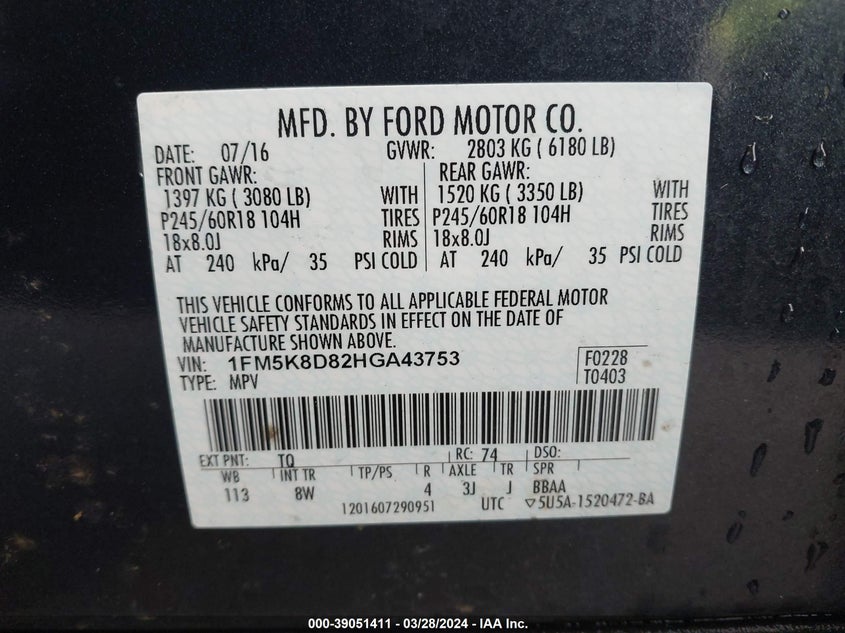 MFD. BY FORD MOTOR CO.
DATE: 07/16 GVWR: 2803 KG ( 6180 LB)
FRONT GAWR: REAR GAWR:
1397 KG ( 3080 LB) WITH 1520 KG ( 3350 LB) WITH
P245/60R18 104H TIRES P245/60R18 104H TIRES
18x8.0J RIMS 18x8.0J RIMS
AT 240 kPa/ 35 PSI COLD AT 240 kPa/ 35 PSI COLD
THIS VEHICLE CONFORMS TO ALL APPLICABLE FEDERAL MOTOR
VEHICLE SAFETY STANDARDS IN EFFECT ON THE DATE OF
MANUFACTURE SHOWN ABOVE.
VIN: 1FM5K8D82HGA43753 F0228
TYPE: MPV T0403
EXT PNT: TQ RC: 74 DSO:
WB INT TR TP/PS R AXLE TR SPR
113 8W 4 3J J BBAA
1201607290951 UTC ▽5U5A-1520472-BA
000-39051411 - 03/28/2024 - IAA Inc.